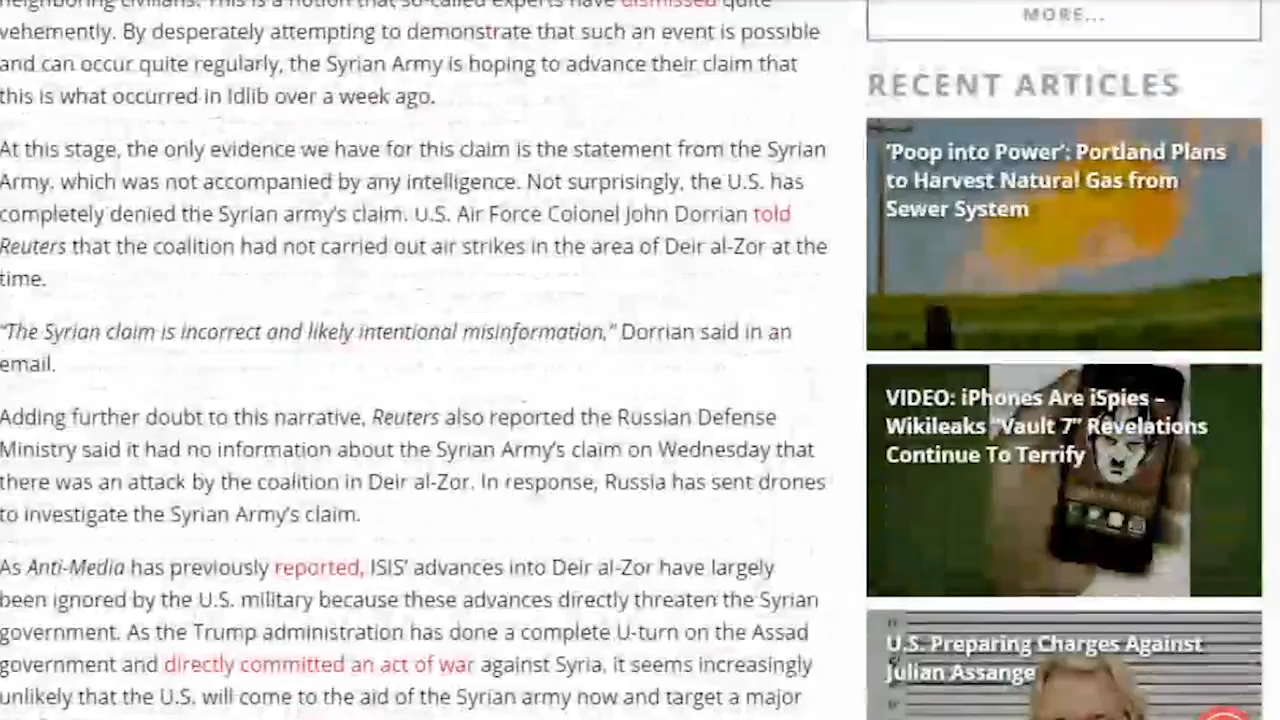 neighboring civilians. This is a notion that so-called experts have dismissed quite
vehemently. By desperately attempting to demonstrate that such an event is possible
and can occur quite regularly, the Syrian Army is hoping to advance their claim that
this is what occurred in Idlib over a week ago.
At this stage, the only evidence we have for this claim is the statement from the Syrian
Army, which was not accompanied by any intelligence. Not surprisingly, the U.S. has
completely denied the Syrian army's claim. U.S. Air Force Colonel John Dorrian told
Reuters that the coalition had not carried out air strikes in the area of Deir al-Zor at the
time.
“The Syrian claim is incorrect and likely intentional misinformation,” Dorrian said in an
email.
Adding further doubt to this narrative, Reuters also reported the Russian Defense
Ministry said it had no information about the Syrian Army's claim on Wednesday that
there was an attack by the coalition in Deir al-Zor. In response, Russia has sent drones
to investigate the Syrian Army's claim.
As Anti-Media has previously reported, ISIS' advances into Deir al-Zor have largely
been ignored by the U.S. military because these advances directly threaten the Syrian
government. As the Trump administration has done a complete U-turn on the Assad
government and directly committed an act of war against Syria, it seems increasingly
unlikely that the U.S. will come to the aid of the Syrian army now and target a major
MORE...
RECENT ARTICLES
'Poop into Power': Portland Plans
to Harvest Natural Gas from
Sewer System
VIDEO: iPhones Are iSpies –
Wikileaks "Vault 7" Revelations
Continue To Terrify
U.S. Preparing Charges Against
Julian Assange